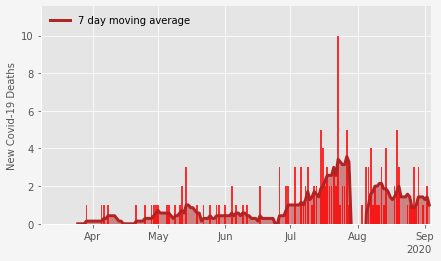 7 day moving average
New Covid-19 Deaths
10
8
6
4
2
0
Apr
May
Jun
Jul
Aug
Sep
2020